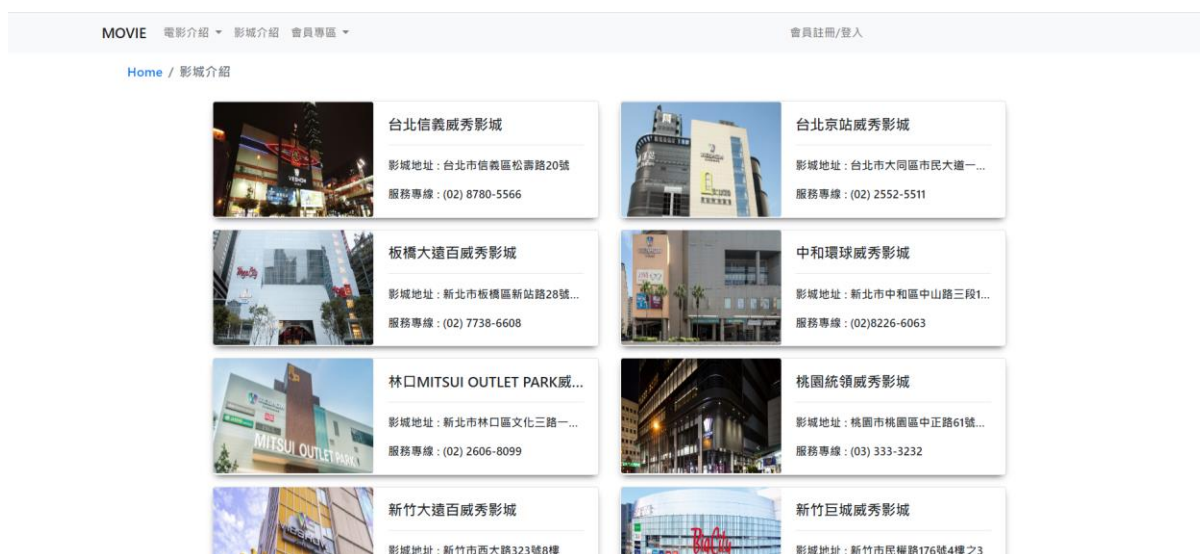 MOVIE 電影介紹 影城介紹 會員專區 會員註冊/登入
Home / 影城介紹
台北信義威秀影城
影城地址 : 台北市信義區松壽路20號
服務專線 : (02) 8780-5566
台北京站威秀影城
影城地址 : 台北市大同區市民大道一...
服務專線 : (02) 2552-5511
板橋大遠百威秀影城
影城地址 : 新北市板橋區新站路28號...
服務專線 : (02) 7738-6608
中和環球威秀影城
影城地址 : 新北市中和區中山路三段1...
服務專線 : (02)8226-6063
林口MITSUI OUTLET PARK威...
影城地址 : 新北市林口區文化三路一...
服務專線 : (02) 2606-8099
MITSUI OUTLET PARK
桃園統領威秀影城
影城地址 : 桃園市桃園區中正路61號...
服務專線 : (03) 333-3232
新竹大遠百威秀影城
影城地址 : 新竹市西大路323號8樓
新竹巨城威秀影城
影城地址 : 新竹市民權路176號4樓之3
Big City